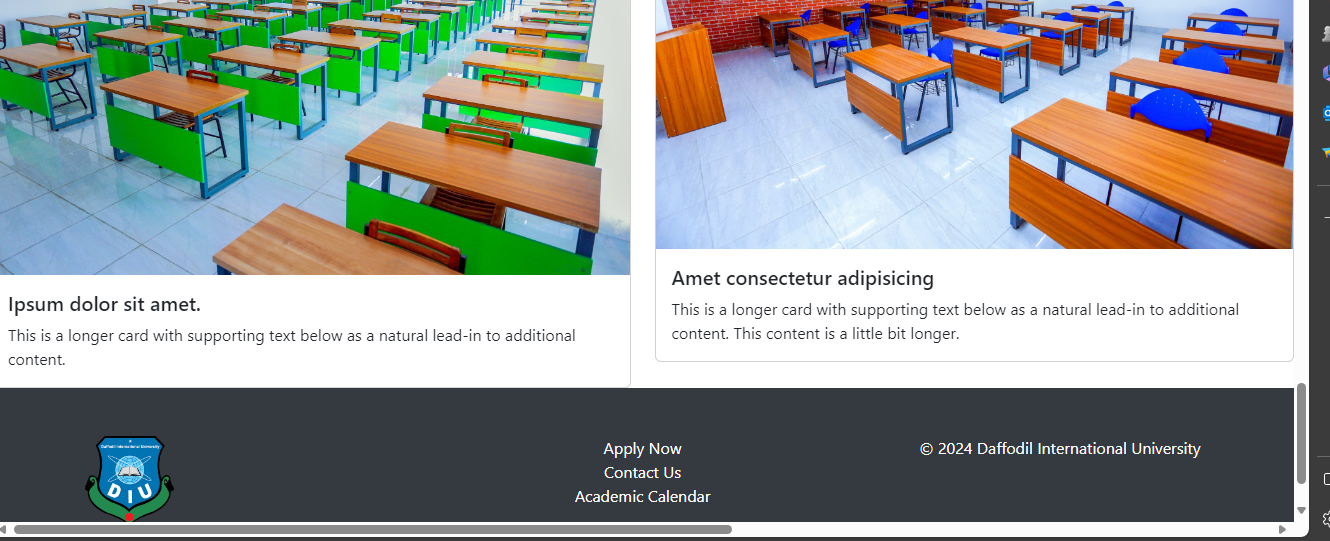 Ipsum dolor sit amet.
This is a longer card with supporting text below as a natural lead-in to additional
content.
Amet consectetur adipisicing
This is a longer card with supporting text below as a natural lead-in to additional
content. This content is a little bit longer.
Daffodil International University
DIU
Apply Now
Contact Us
Academic Calendar
© 2024 Daffodil International University